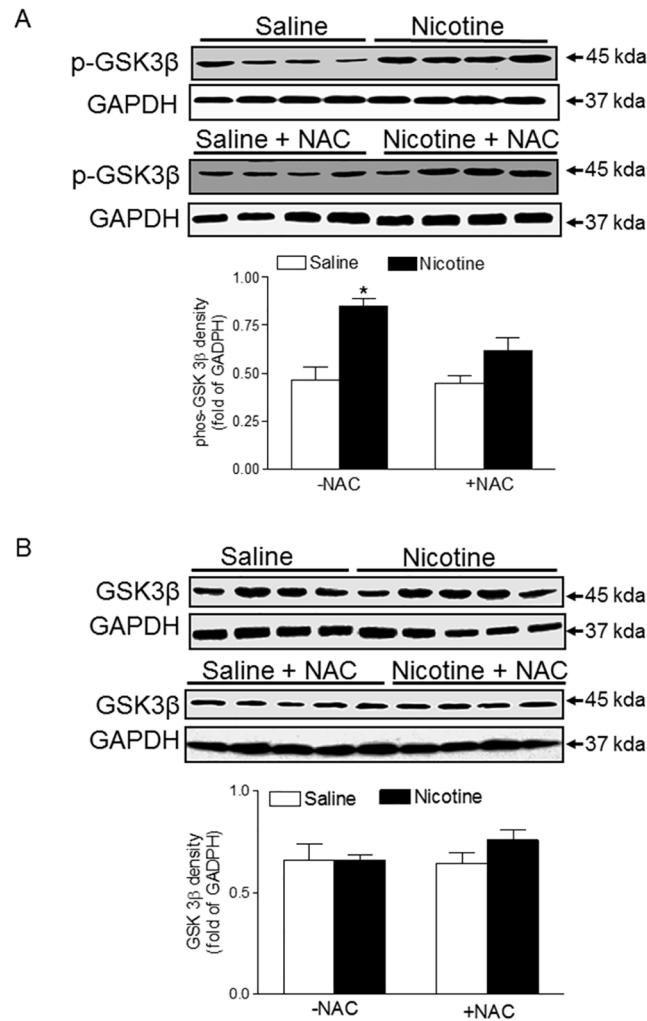 A
Saline Nicotine
p-GSK3β 45 kda
GAPDH 37 kda
Saline + NAC Nicotine + NAC
p-GSK3β 45 kda
GAPDH 37 kda
Saline Nicotine
phos-GSK 3β density
(fold of GADPH)
1.00
0.75
0.50
0.25
0.00
*
-NAC +NAC
B
Saline Nicotine
GSK3β 45 kda
GAPDH 37 kda
Saline + NAC Nicotine + NAC
GSK3β 45 kda
GAPDH 37 kda
Saline Nicotine
GSK 3β density
(fold of GADPH)
1.0
0.5
0.0
-NAC +NAC